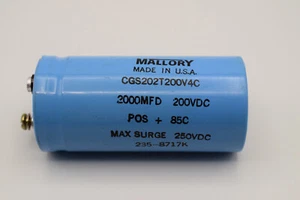 MALLORY
MADE IN U.S.A.
CGS202T200V4C
2000MFD 200VDC
POS + 85C
MAX SURGE 250VDC
235-8717K